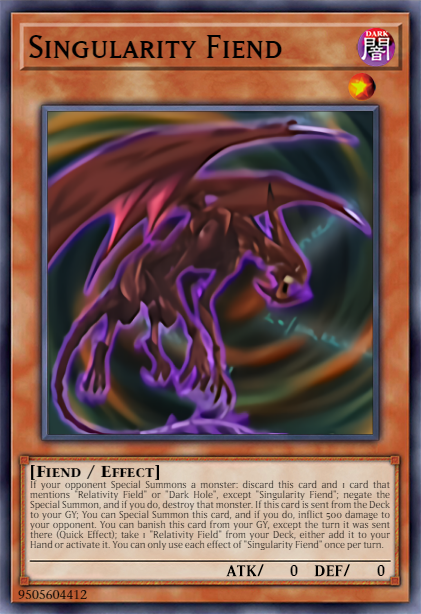 Singularity Fiend
DARK
闇
[Fiend / Effect]
If your opponent Special Summons a monster: discard this card and 1 card that
mentions "Relativity Field" or "Dark Hole", except "Singularity Fiend"; negate the
Special Summon, and if you do, destroy that monster. If this card is sent from the Deck
to your GY; You can Special Summon this card, and if you do, inflict 500 damage to
your opponent. You can banish this card from your GY, except the turn it was sent
there (Quick Effect); take 1 "Relativity Field" from your Deck, either add it to your
Hand or activate it. You can only use each effect of "Singularity Fiend" once per turn.
ATK/ 0 DEF/ 0
9505604412